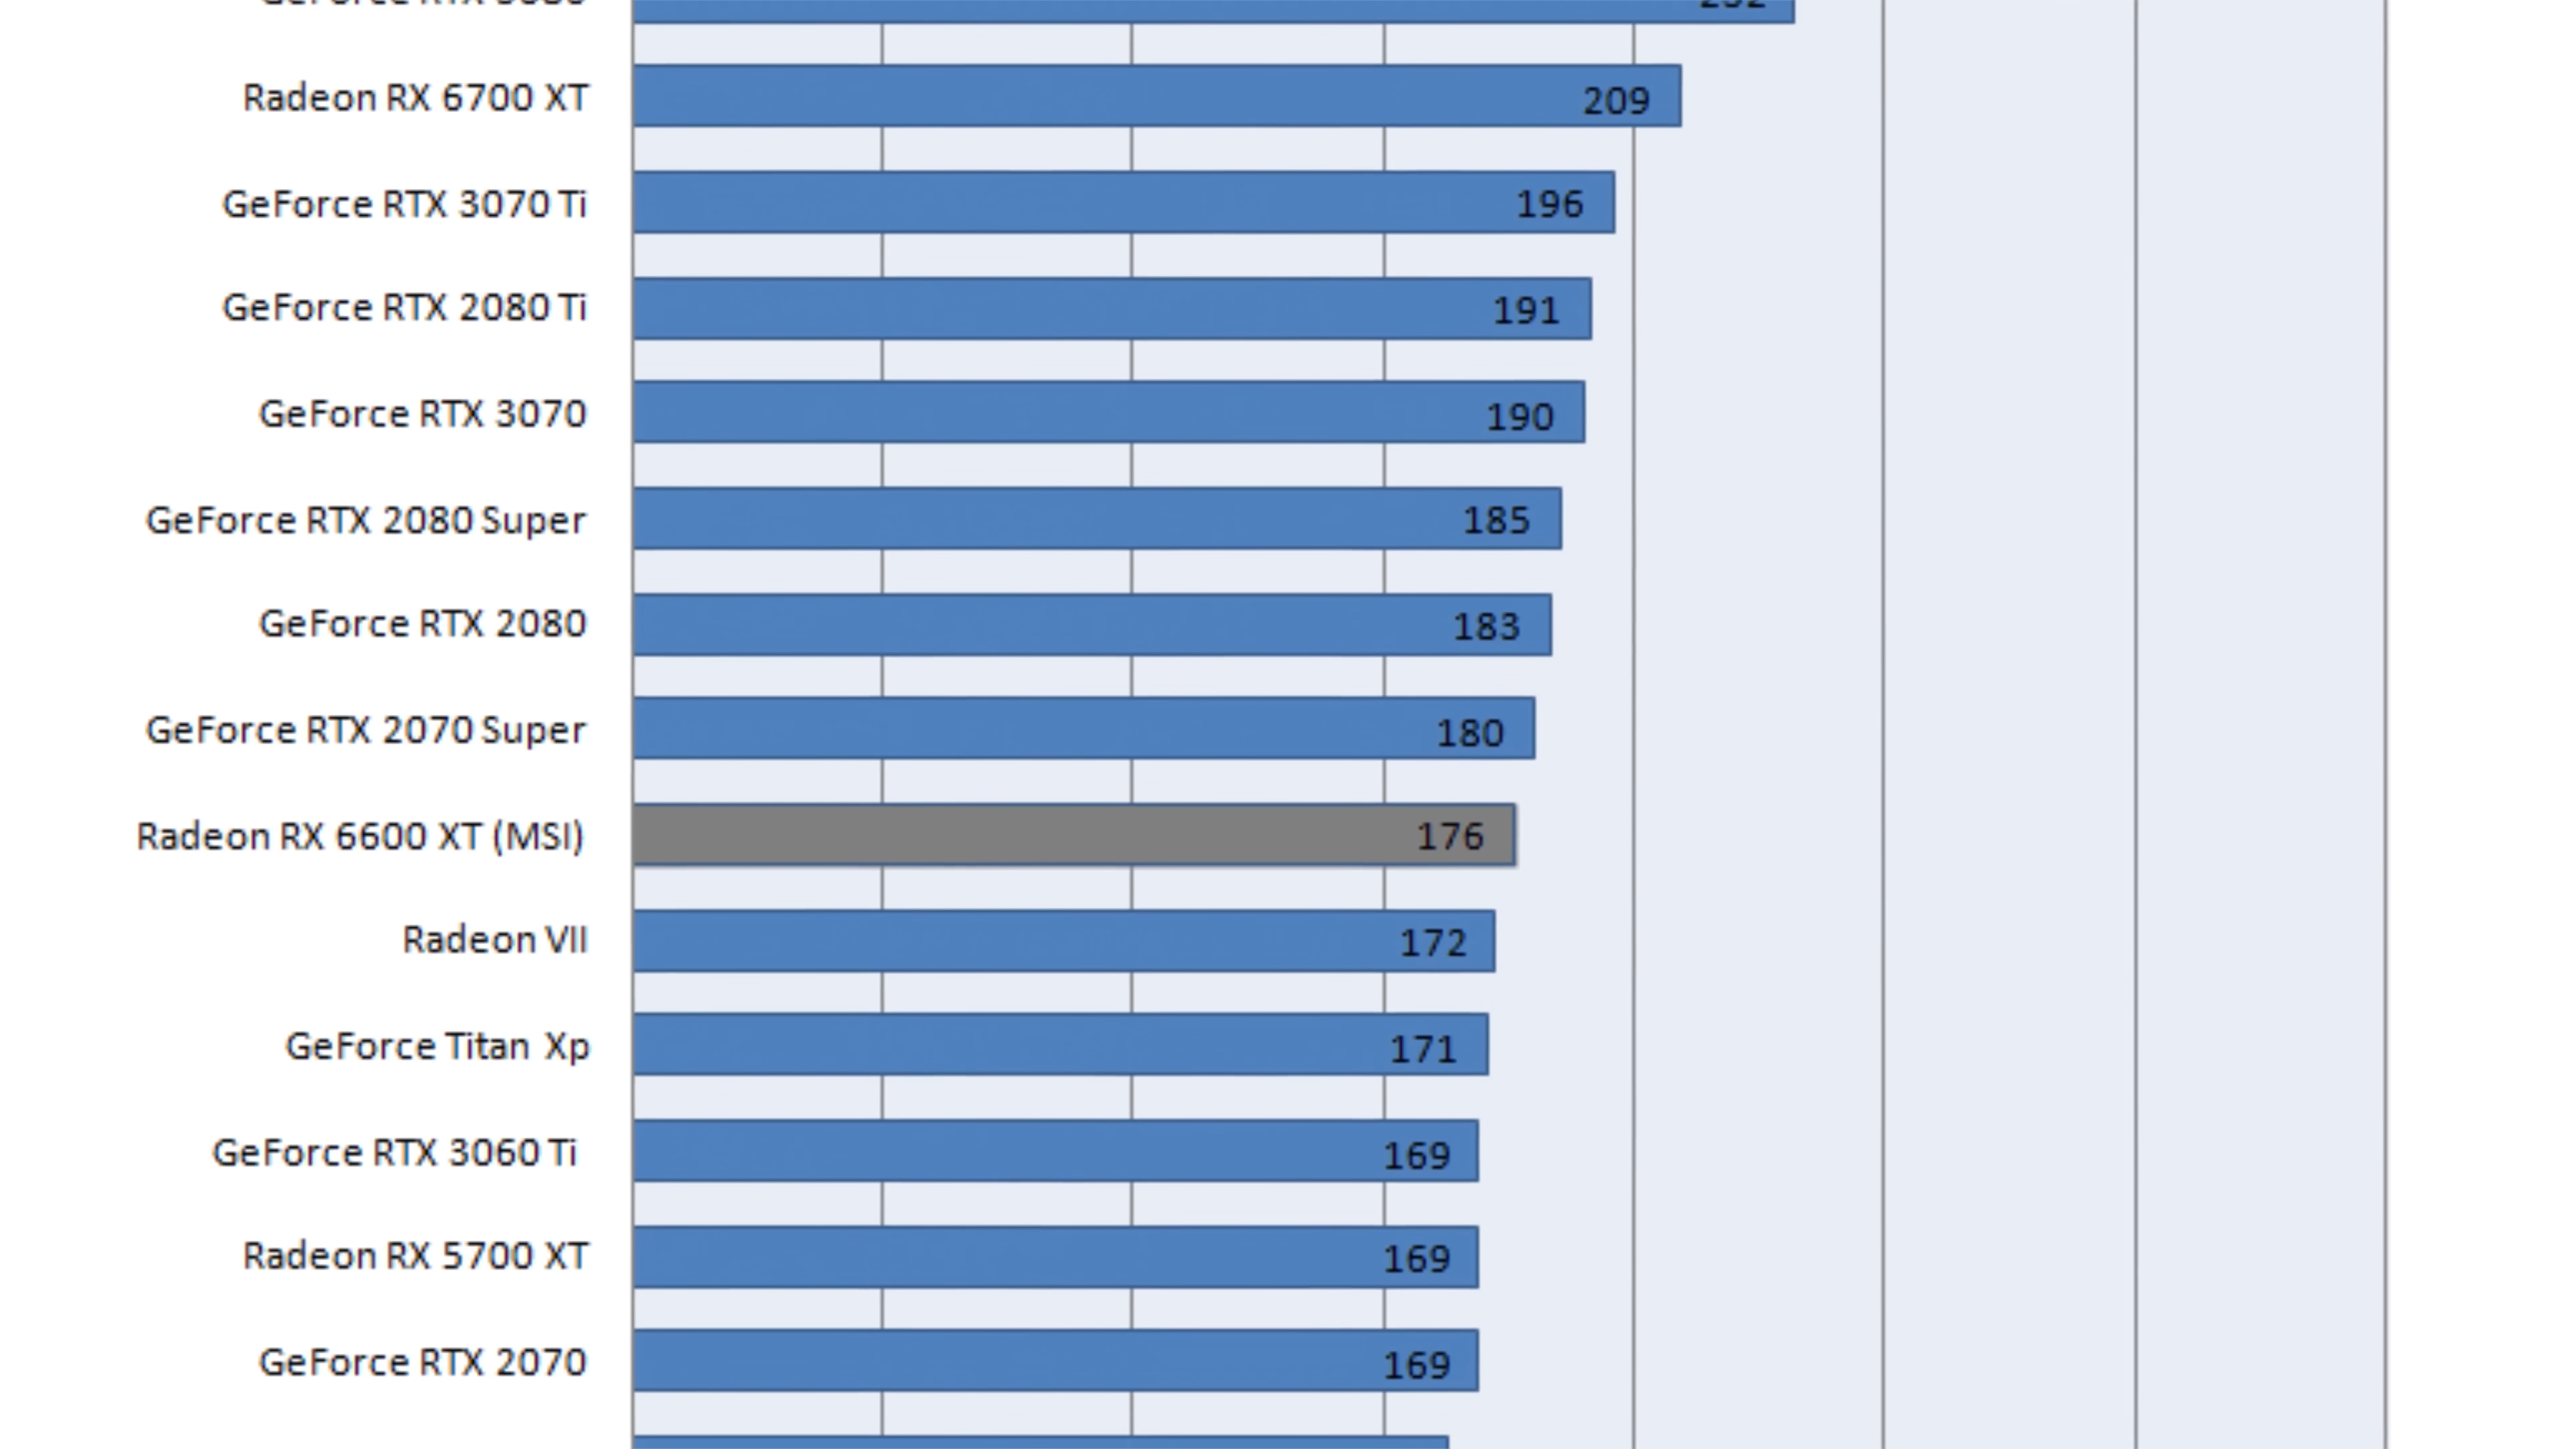 Radeon RX 6700 XT 209
GeForce RTX 3070 Ti 196
GeForce RTX 2080 Ti 191
GeForce RTX 3070 190
GeForce RTX 2080 Super 185
GeForce RTX 2080 183
GeForce RTX 2070 Super 180
Radeon RX 6600 XT (MSI) 176
Radeon VII 172
GeForce Titan Xp 171
GeForce RTX 3060 Ti 169
Radeon RX 5700 XT 169
GeForce RTX 2070 169